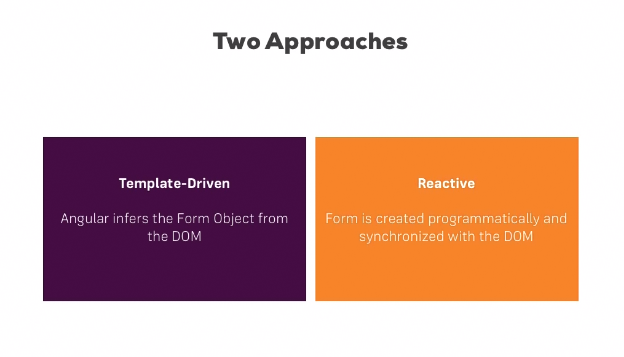 Two Approaches
Template-Driven
Angular infers the Form Object from
the DOM
Reactive
Form is created programmatically and
synchronized with the DOM